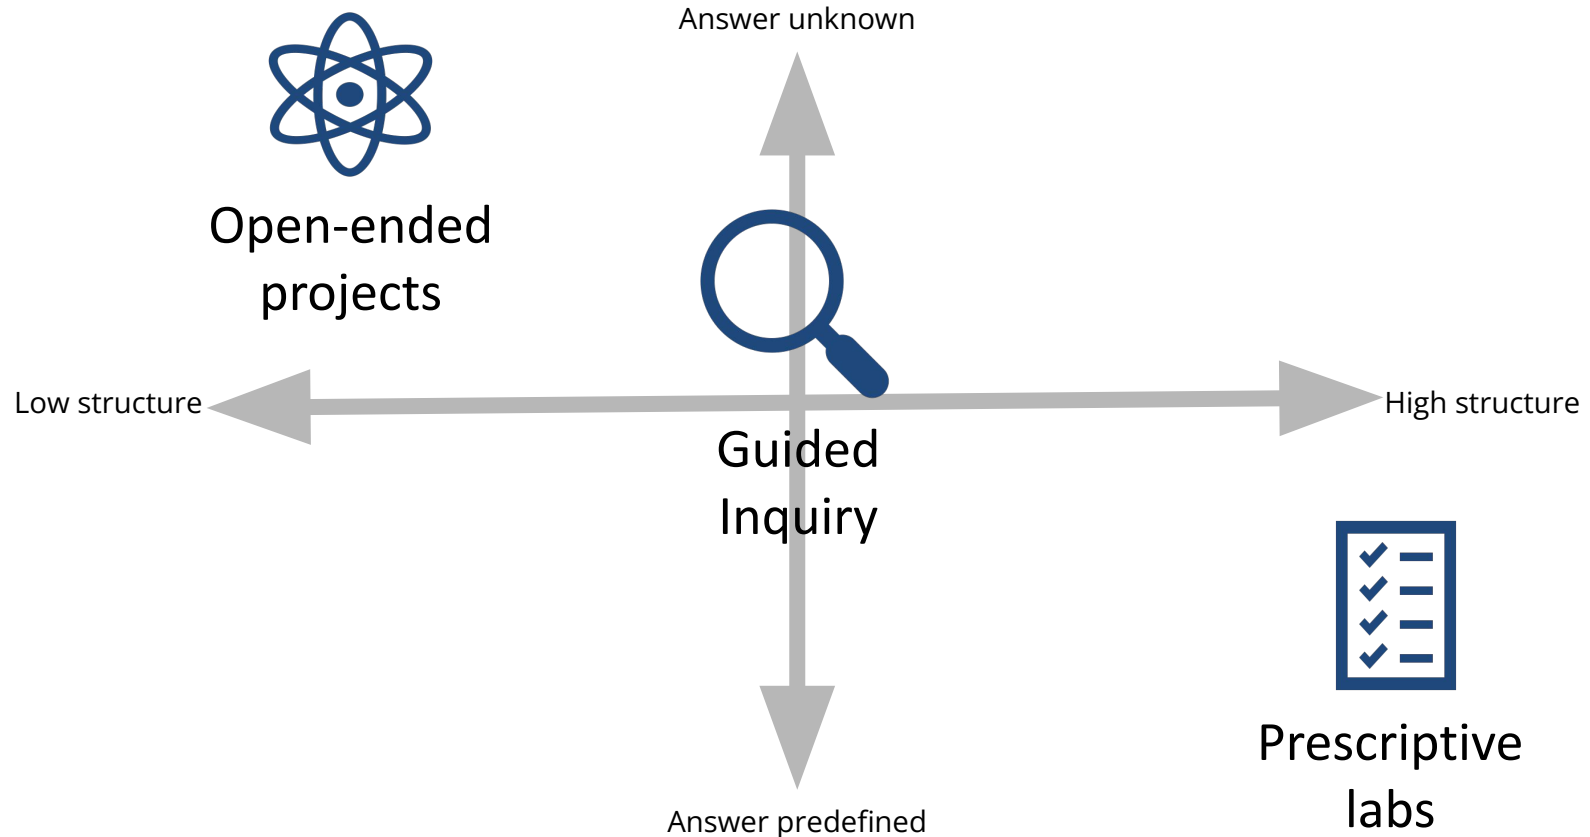 Answer unknown
Open-ended
projects
Low structure
High structure
Guided
Inquiry
Prescriptive
labs
Answer predefined